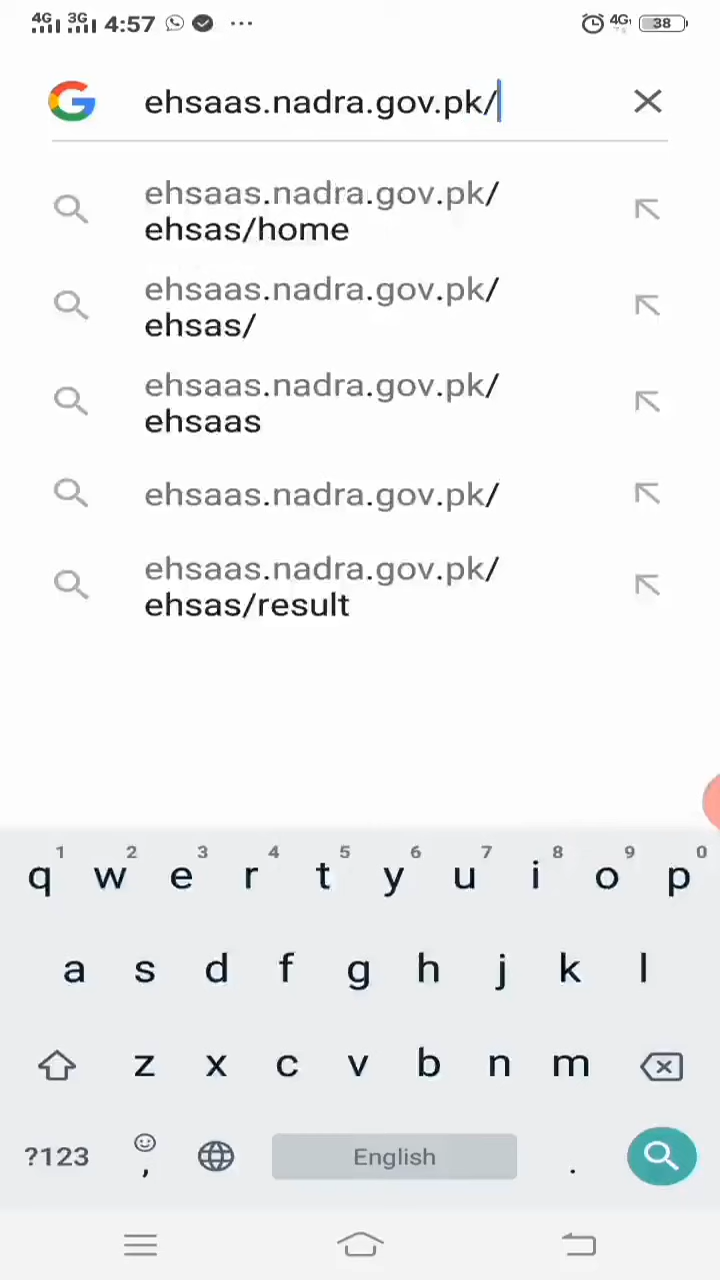 4G 3G 4:57 ... 4G 38
ehsaas.nadra.gov.pk/
ehsaas.nadra.gov.pk/
ehsas/home
ehsaas.nadra.gov.pk/
ehsas/
ehsaas.nadra.gov.pk/
ehsaas
ehsaas.nadra.gov.pk/
ehsaas.nadra.gov.pk/
ehsas/result
1 2 3 4 5 6 7 8 9 0
q w e r t y u i o p
a s d f g h j k l
z x c v b n m
?123 , English .